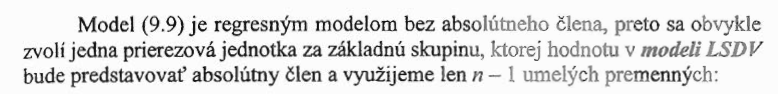 Model (9.9) je regresným modelom bez absolútneho člena, preto sa obvykle
zvolí jedna prierezová jednotka za základnú skupinu, ktorej hodnotu v modeli LSDV
bude predstavovať absolútny člen a využijeme len n – 1 umelých premenných: